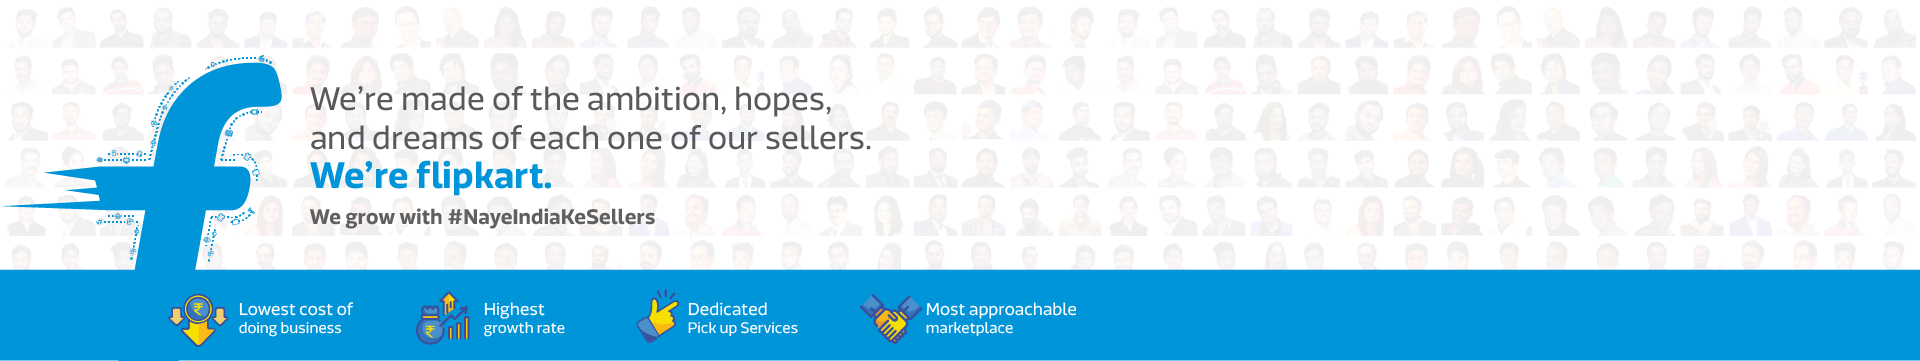 We're made of the ambition, hopes,
and dreams of each one of our sellers.
We're flipkart.
We grow with #NayeIndiaKeSellers
Lowest cost of
doing business
Highest
growth rate
Dedicated
Pick up Services
Most approachable
marketplace